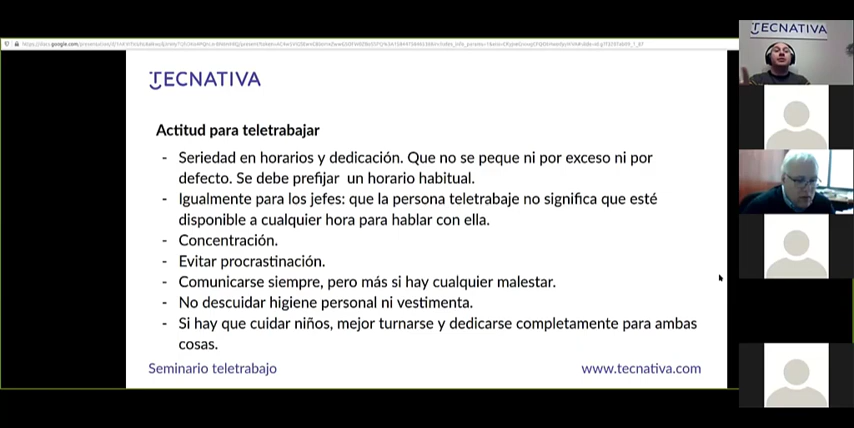 TECNATIVA
TECNATIVA
Actitud para teletrabajar
- Seriedad en horarios y dedicación. Que no se peque ni por exceso ni por
defecto. Se debe prefijar un horario habitual.
- Igualmente para los jefes: que la persona teletrabaje no significa que esté
disponible a cualquier hora para hablar con ella.
- Concentración.
- Evitar procrastinación.
- Comunicarse siempre, pero más si hay cualquier malestar.
- No descuidar higiene personal ni vestimenta.
- Si hay que cuidar niños, mejor turnarse y dedicarse completamente para ambas
cosas.
Seminario teletrabajo
www.tecnativa.com